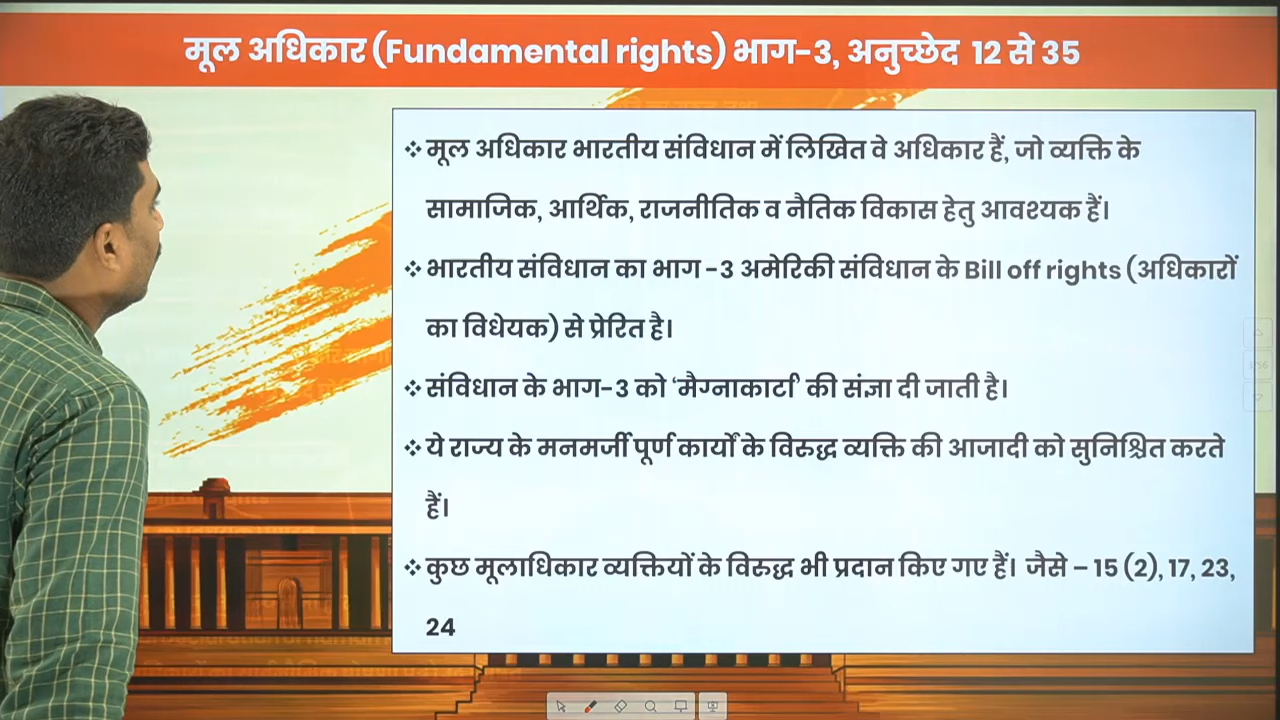 मूल अधिकार (Fundamental rights) भाग-3, अनुच्छेद 12 से 35
❖ मूल अधिकार भारतीय संविधान में लिखित वे अधिकार हैं, जो व्यक्ति के
सामाजिक, आर्थिक, राजनीतिक व नैतिक विकास हेतु आवश्यक हैं।
❖ भारतीय संविधान का भाग -3 अमेरिकी संविधान के Bill off rights (अधिकारों
का विधेयक) से प्रेरित है।
❖ संविधान के भाग-3 को ‘मैग्नाकार्टा’ की संज्ञा दी जाती है।
❖ ये राज्य के मनमर्जी पूर्ण कार्यों के विरुद्ध व्यक्ति की आजादी को सुनिश्चित करते
हैं।
❖ कुछ मूलाधिकार व्यक्तियों के विरुद्ध भी प्रदान किए गए हैं। जैसे – 15 (2), 17, 23,
24